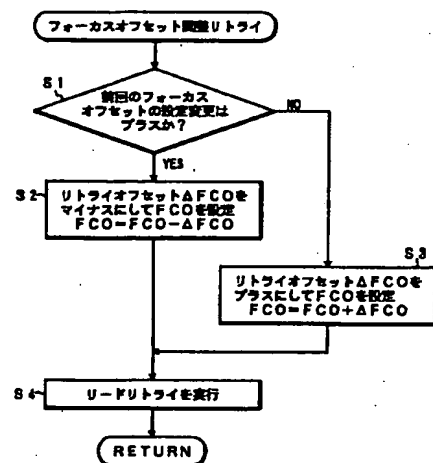 フォーカスオフセット調整リトライ
S1
前回のフォーカス
オフセットの設定変更は
プラスか?
NO
YES
S2
リトライオフセットΔFCOを
マイナスにしてFCOを設定
FCO=FCO-ΔFCO
S3
リトライオフセットΔFCOを
プラスにしてFCOを設定
FCO=FCO+ΔFCO
S4
リードリトライを実行
RETURN